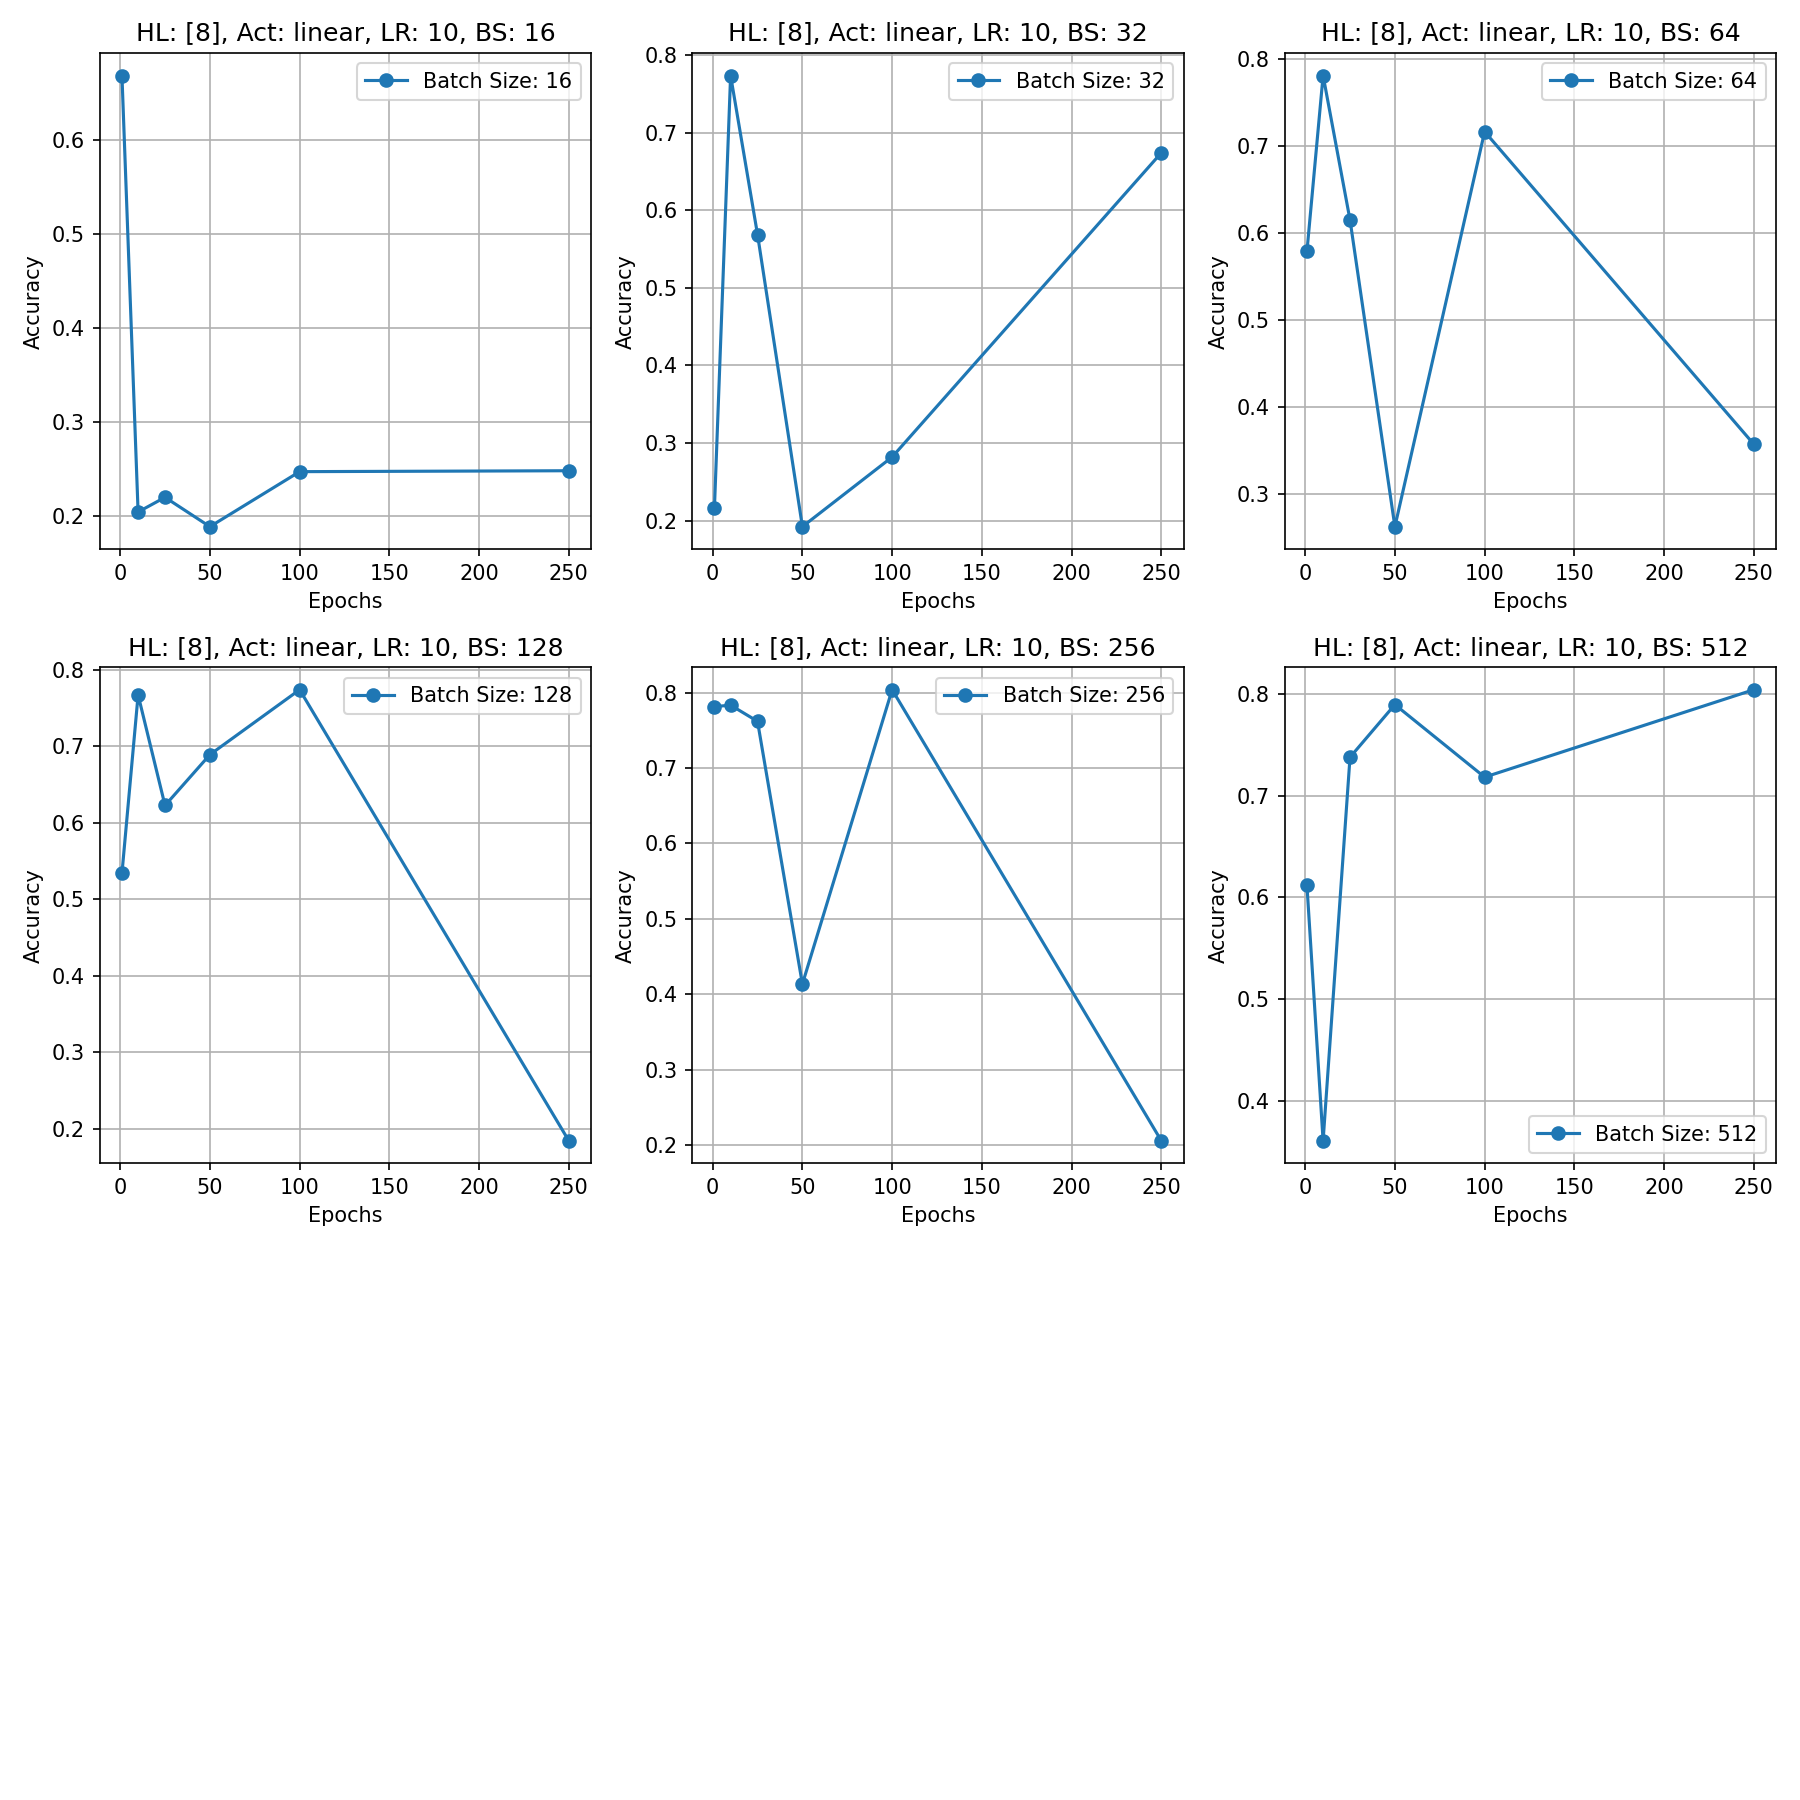 HL: [8], Act: linear, LR: 10, BS: 16
Batch Size: 16
0.6
0.5
0.4
0.3
0.2
Accuracy
0 50 100 150 200 250
Epochs
HL: [8], Act: linear, LR: 10, BS: 32
Batch Size: 32
0.8
0.7
0.6
0.5
0.4
0.3
0.2
Accuracy
0 50 100 150 200 250
Epochs
HL: [8], Act: linear, LR: 10, BS: 64
Batch Size: 64
0.8
0.7
0.6
0.5
0.4
0.3
Accuracy
0 50 100 150 200 250
Epochs
HL: [8], Act: linear, LR: 10, BS: 128
Batch Size: 128
0.8
0.7
0.6
0.5
0.4
0.3
0.2
Accuracy
0 50 100 150 200 250
Epochs
HL: [8], Act: linear, LR: 10, BS: 256
Batch Size: 256
0.8
0.7
0.6
0.5
0.4
0.3
0.2
Accuracy
0 50 100 150 200 250
Epochs
HL: [8], Act: linear, LR: 10, BS: 512
0.8
0.7
0.6
0.5
0.4
Accuracy
Batch Size: 512
0 50 100 150 200 250
Epochs